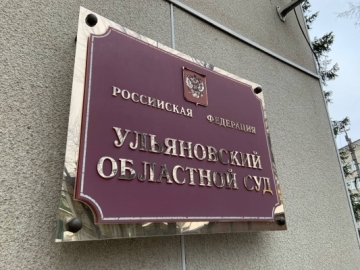 РОССИЙСКАЯ ФЕДЕРАЦИЯ
УЛЬЯНОВСКИЙ
ОБЛАСТНОЙ СУД